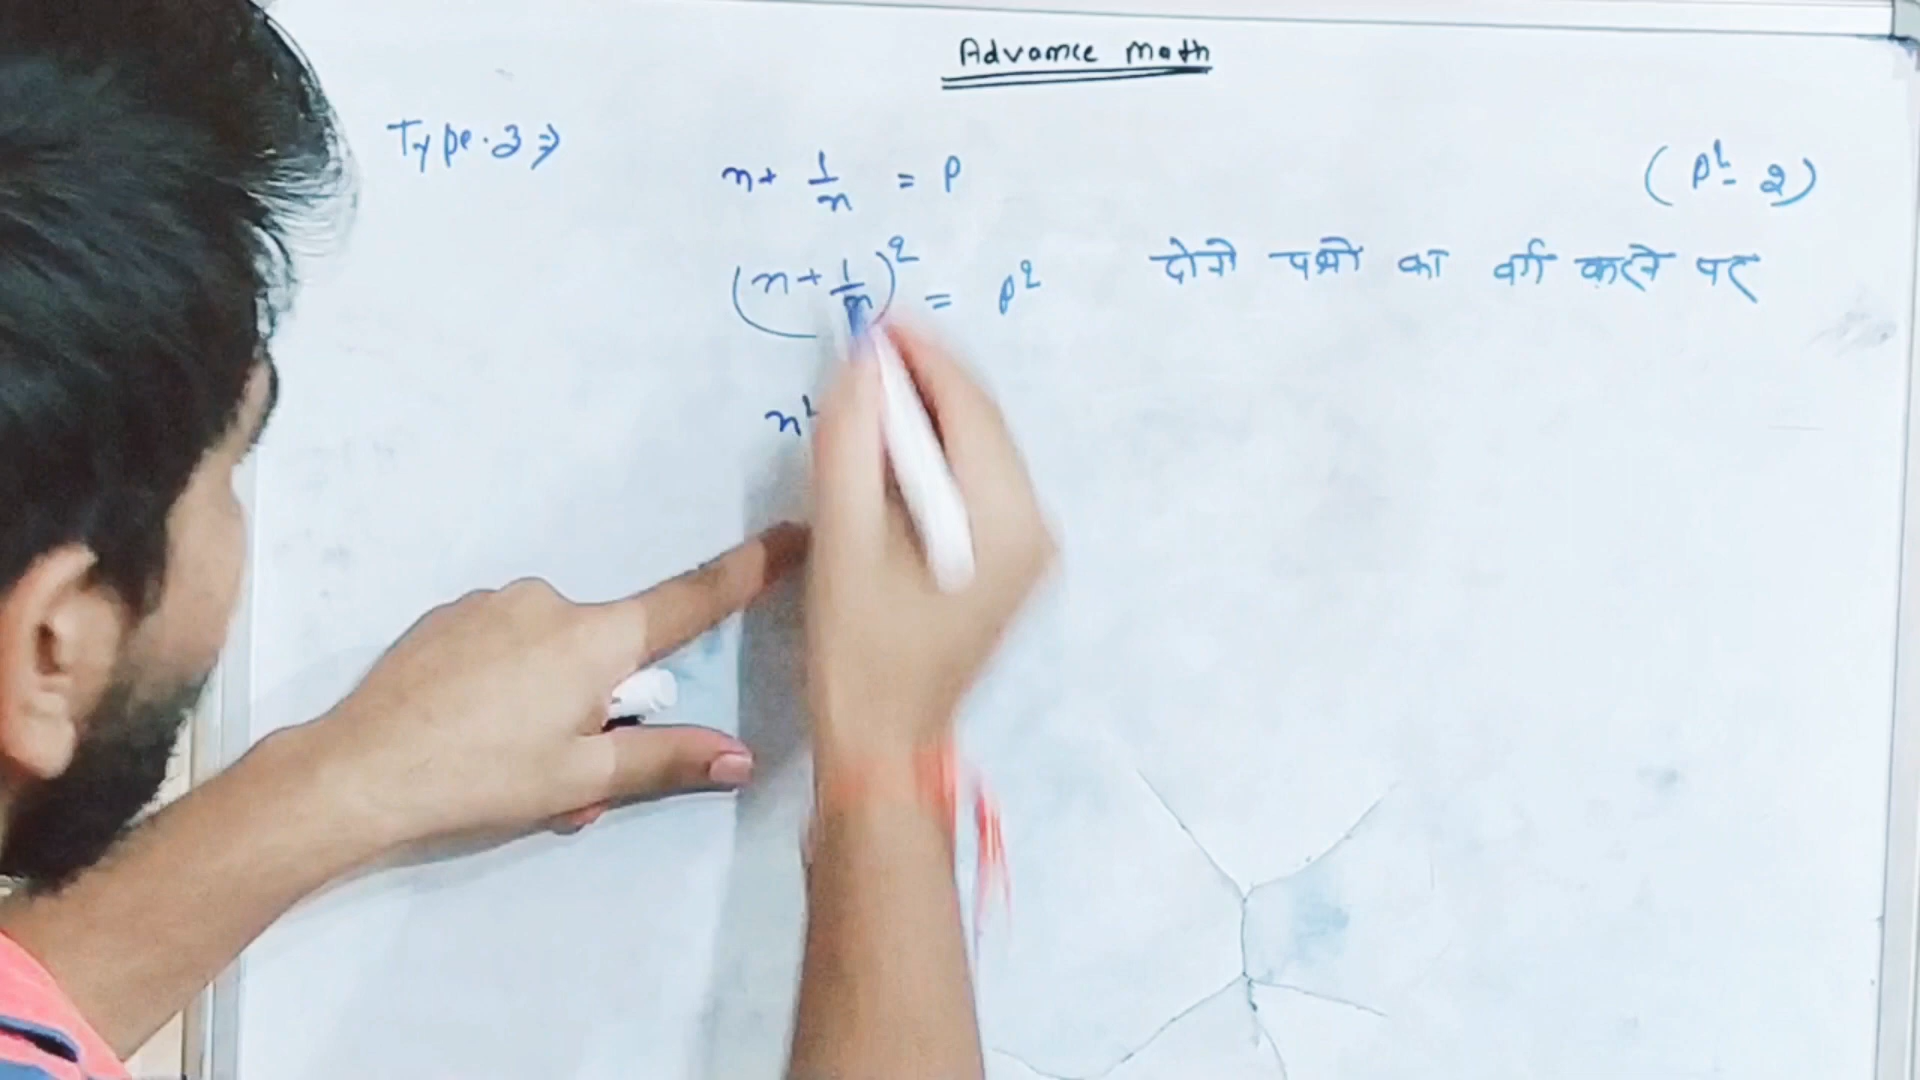 Advance Math
Type.2⇒
x + 1/x = P
(P² - 2)
(x + 1/x)² = P² दोनों पक्षों का वर्ग करने पर
x²